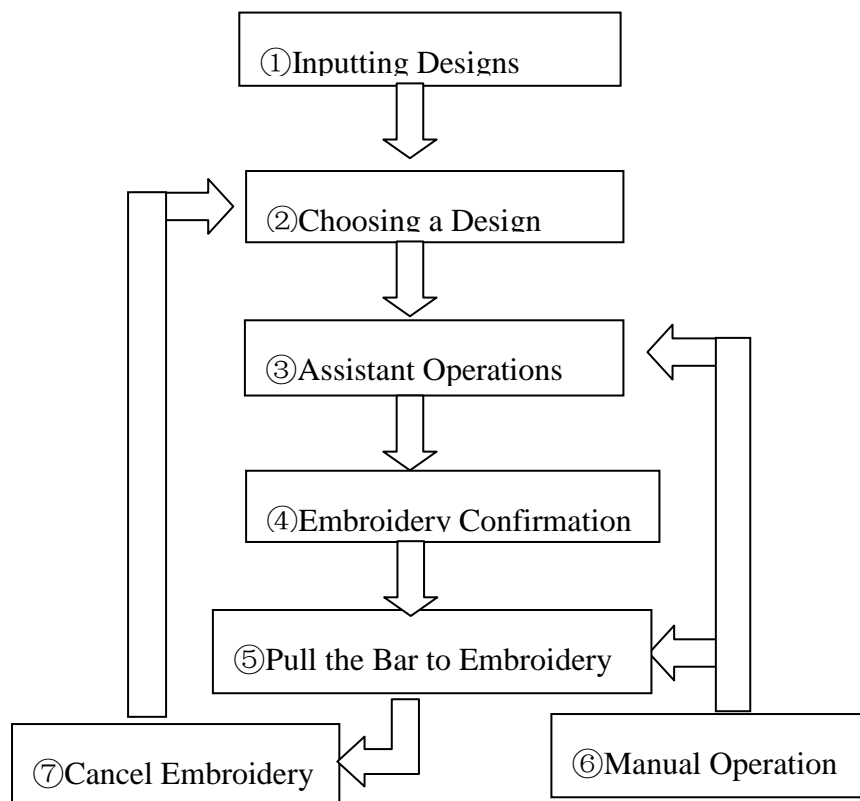 ①Inputting Designs
②Choosing a Design
③Assistant Operations
④Embroidery Confirmation
⑤Pull the Bar to Embroidery
⑦Cancel Embroidery
⑥Manual Operation